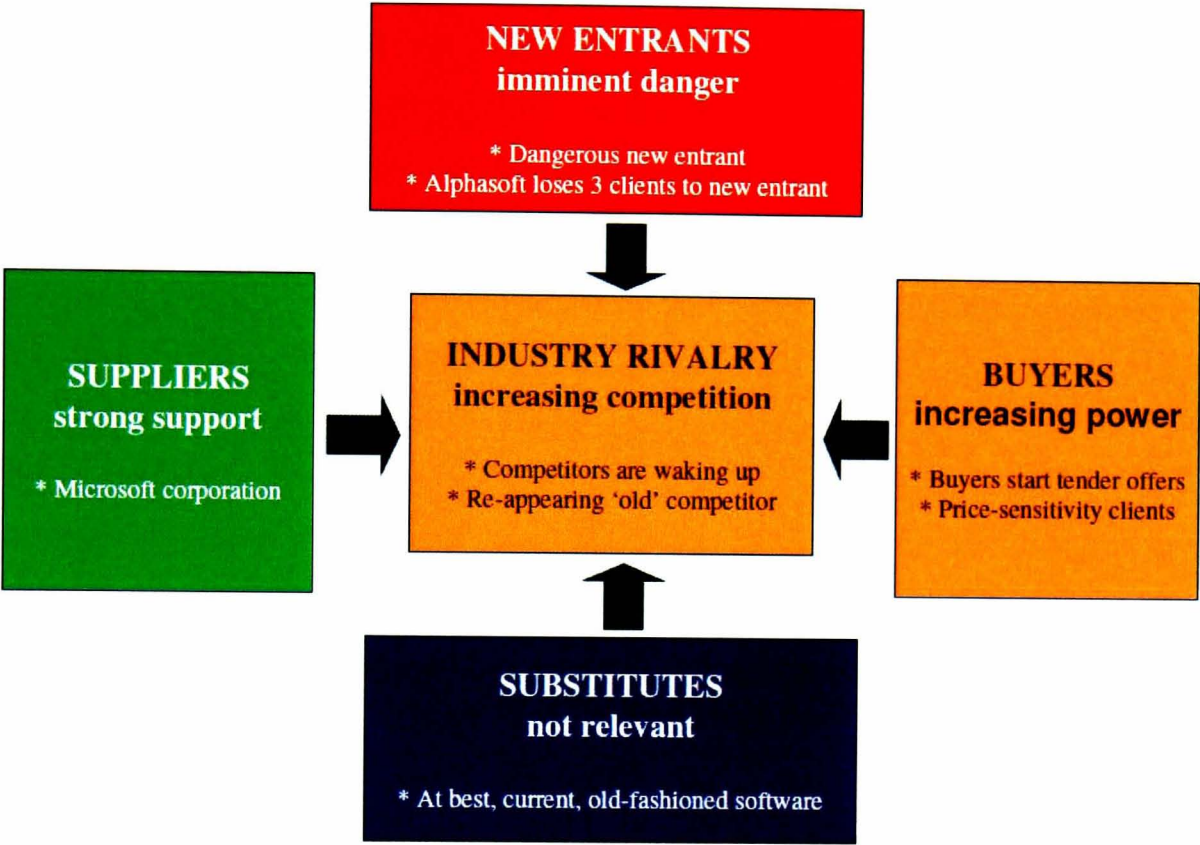 NEW ENTRANTS
imminent danger
* Dangerous new entrant
* Alphasoft loses 3 clients to new entrant
SUPPLIERS
strong support
* Microsoft corporation
INDUSTRY RIVALRY
increasing competition
* Competitors are waking up
* Re-appearing ‘old’ competitor
BUYERS
increasing power
* Buyers start tender offers
* Price-sensitivity clients
SUBSTITUTES
not relevant
* At best, current, old-fashioned software